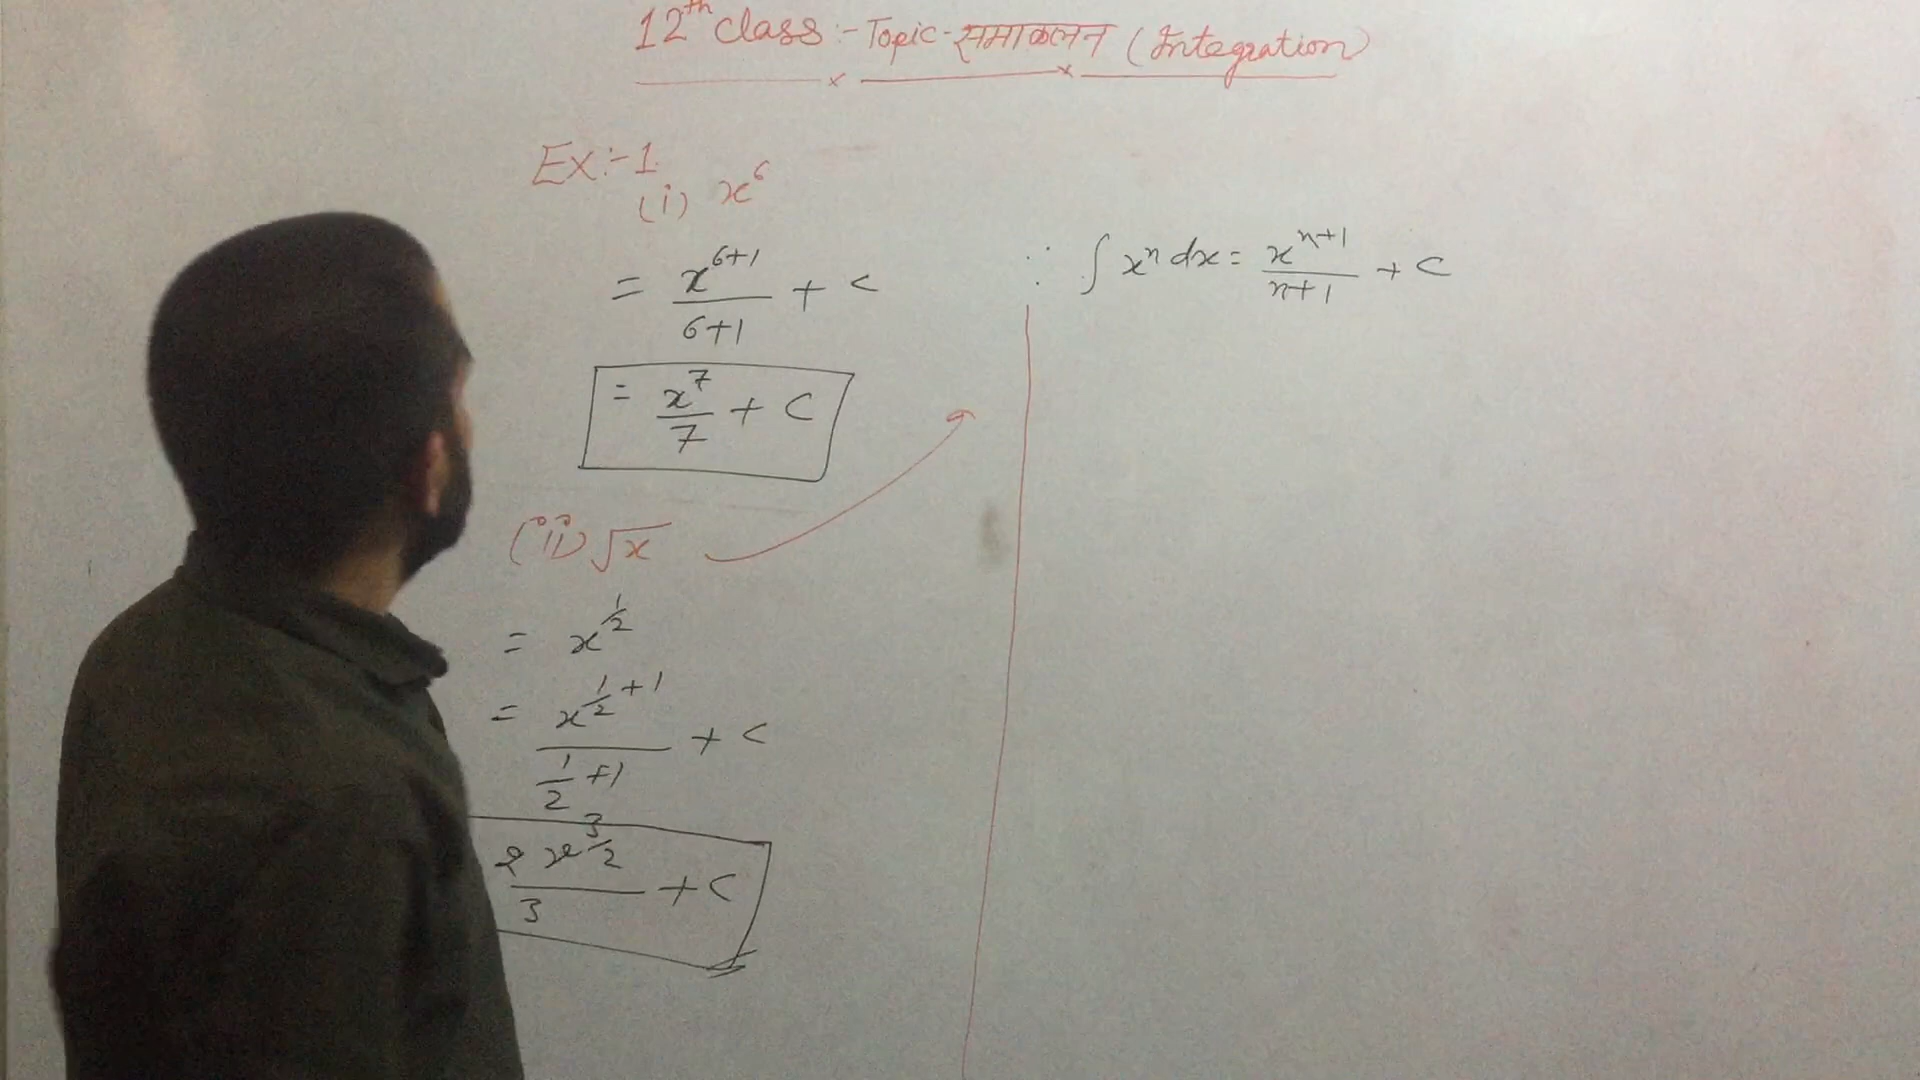 12th class :- Topic - समाकलन (Integration)
Ex:-1.
(i) x^6
= x^(6+1)/(6+1) + c
= x^7/7 + C
(ii) √x
= x^(1/2)
= x^(1/2 + 1)/(1/2 + 1) + c
2 x^(3/2)/3 + C
∵ ∫ x^n dx = x^(n+1)/(n+1) + C